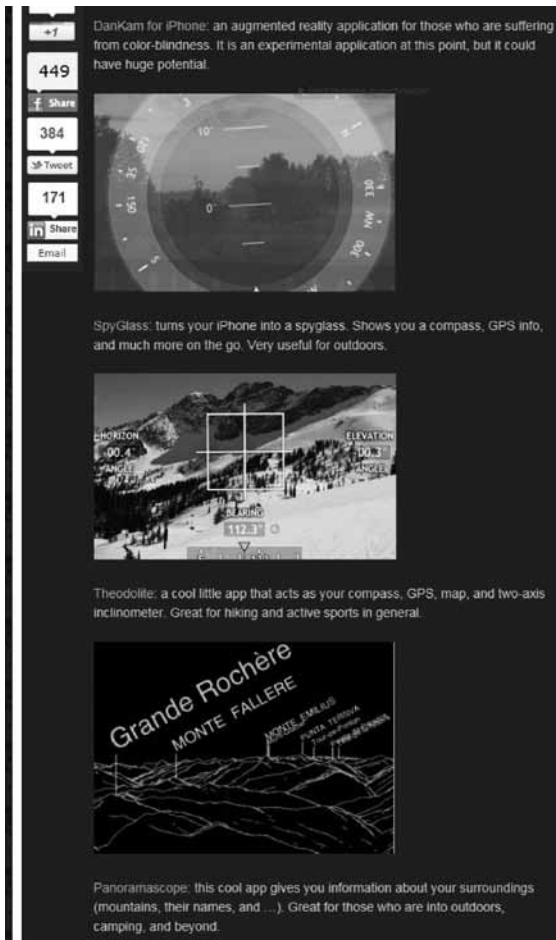 +1
449
Share
384
Tweet
171
in Share
Email
DanKam for iPhone: an augmented reality application for those who are suffering
from color-blindness. It is an experimental application at this point, but it could
have huge potential.
10°
0°
330
NW
300
150
SE
SpyGlass: turns your iPhone into a spyglass. Shows you a compass, GPS info,
and much more on the go. Very useful for outdoors.
HORIZON
00.4°
ANGLE
ELEVATION
00.3°
ANGLE
BEARING
112.3°
Theodolite: a cool little app that acts as your compass, GPS, map, and two-axis
inclinometer. Great for hiking and active sports in general.
Grande Rochère
MONTE FALLERE
MONTE EMILIUS
PUNTA TERSIVA
Panoramascope: this cool app gives you information about your surroundings
(mountains, their names, and …). Great for those who are into outdoors,
camping, and beyond.